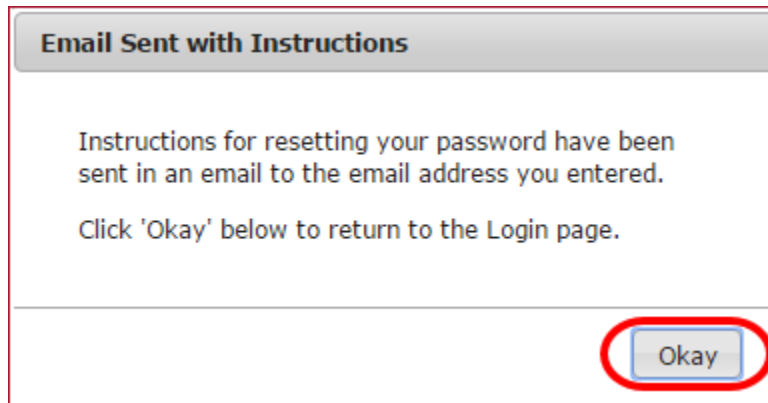 Email Sent with Instructions
Instructions for resetting your password have been
sent in an email to the email address you entered.
Click 'Okay' below to return to the Login page.
Okay